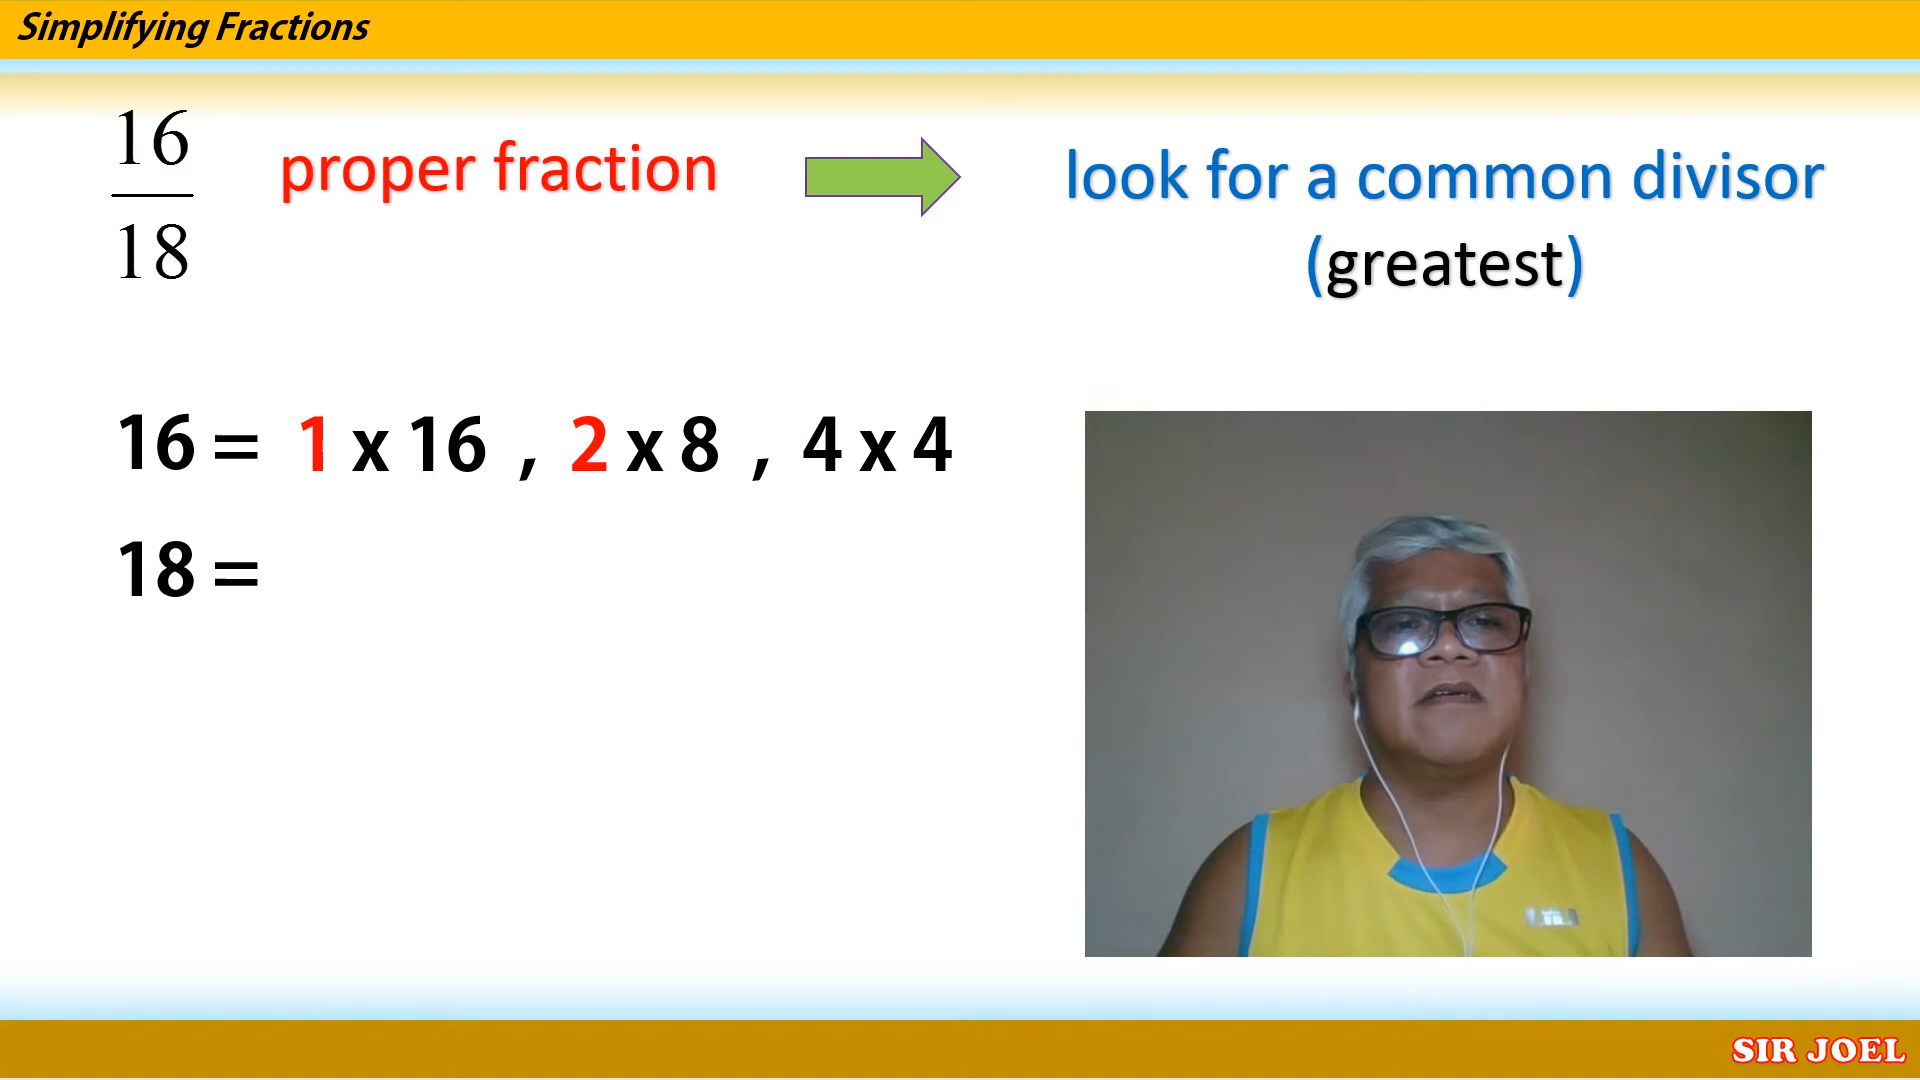 Simplifying Fractions
16
18
proper fraction
look for a common divisor
(greatest)
16 = 1 x 16 , 2 x 8 , 4 x 4
18 =
SIR JOEL